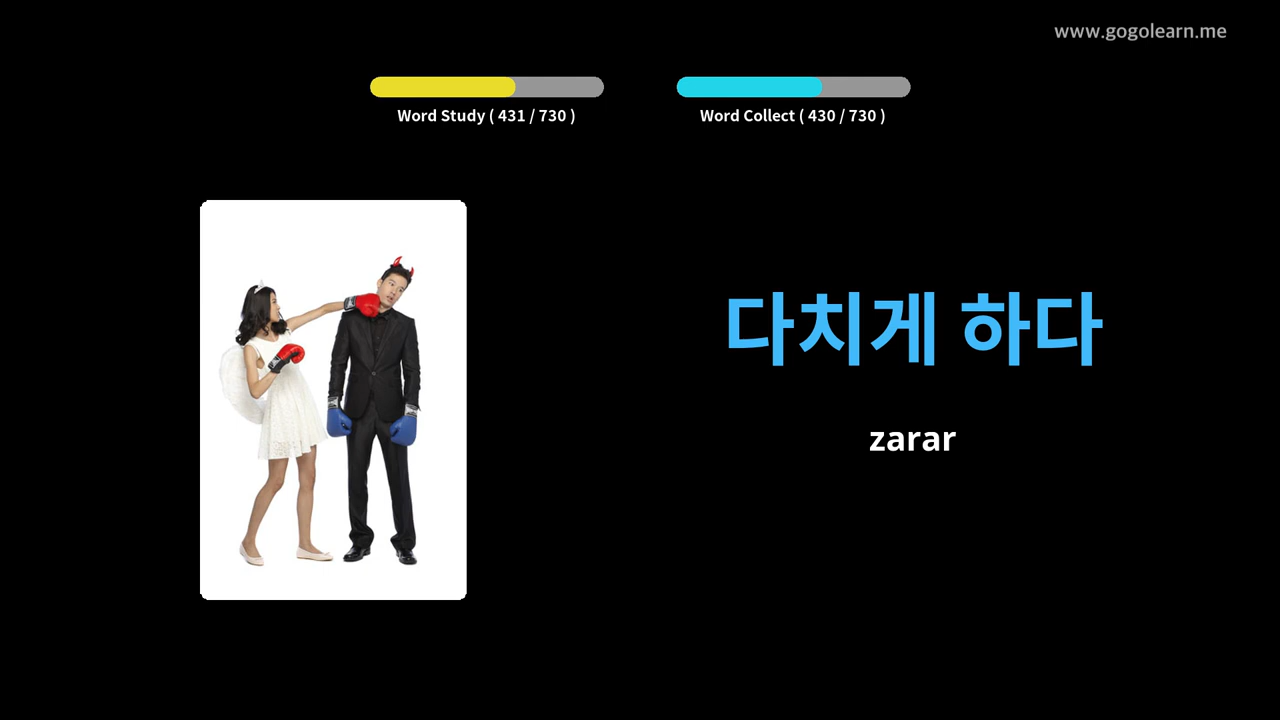 www.gogolearn.me
Word Study ( 431 / 730 )
Word Collect ( 430 / 730 )
다치게 하다
zarar